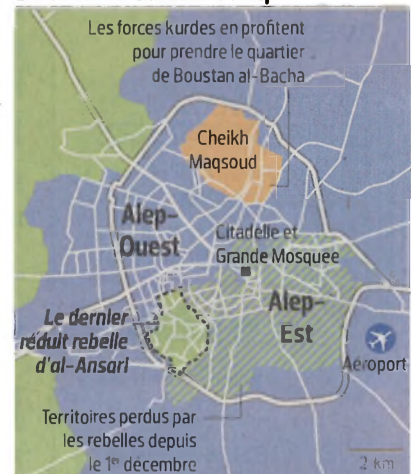 Les forces kurdes en profitent
pour prendre le quartier
de Boustan al-Bacha
Cheikh
Maqsoud
Alep-
Ouest
Citadelle et
Grande Mosquee
Alep-
Est
Le dernier
réduit rebelle
d'al-Ansari
Aéroport
Territoires perdus par
les rebelles depuis
le 1er décembre
2 km